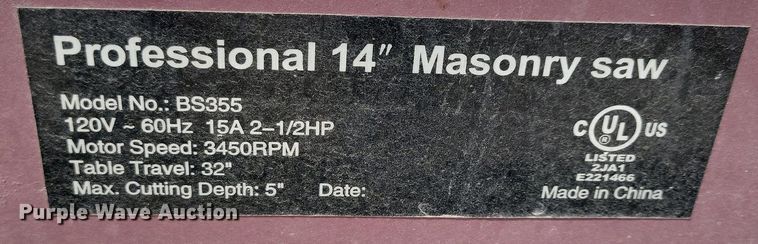 Professional 14" Masonry saw
Model No.: BS355
120V ~ 60Hz 15A 2-1/2HP
Motor Speed: 3450RPM
Table Travel: 32"
Max. Cutting Depth: 5" Date:
C UL US
LISTED
2JA1
E221466
Made in China
Purple Wave Auction